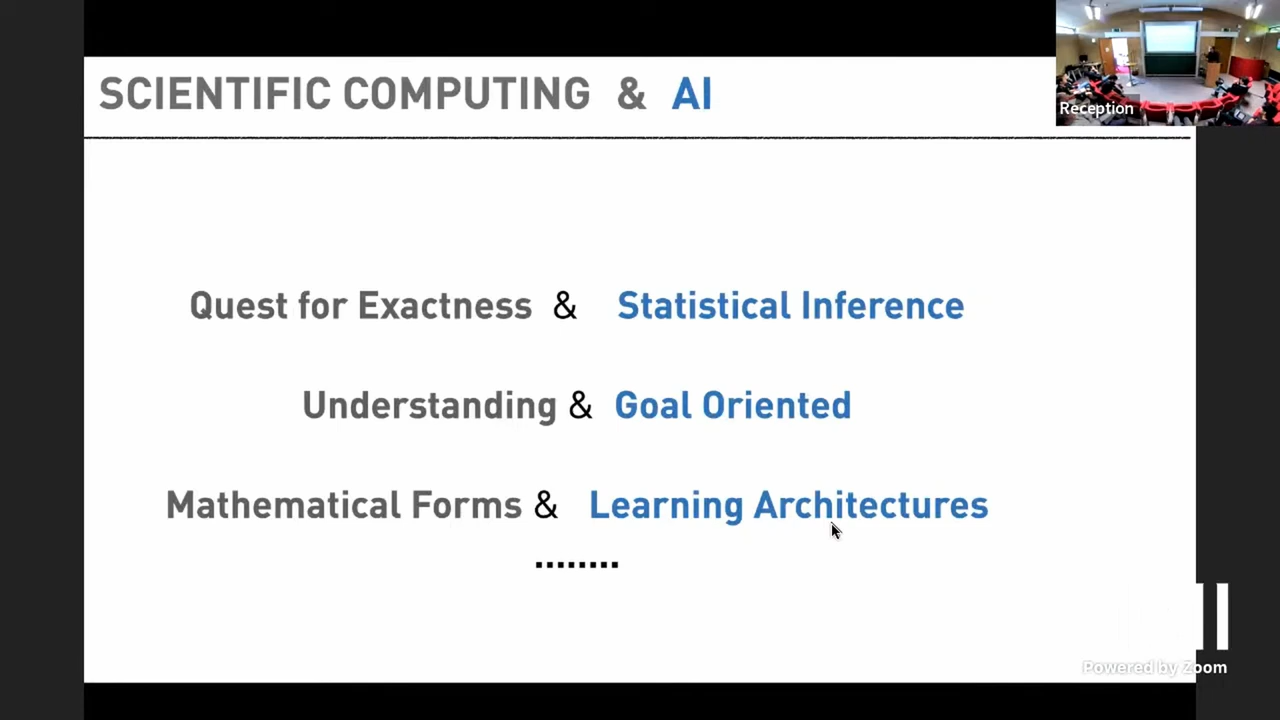 SCIENTIFIC COMPUTING & AI
Reception
Quest for Exactness & Statistical Inference
Understanding & Goal Oriented
Mathematical Forms & Learning Architectures
........
Powered by Zoom